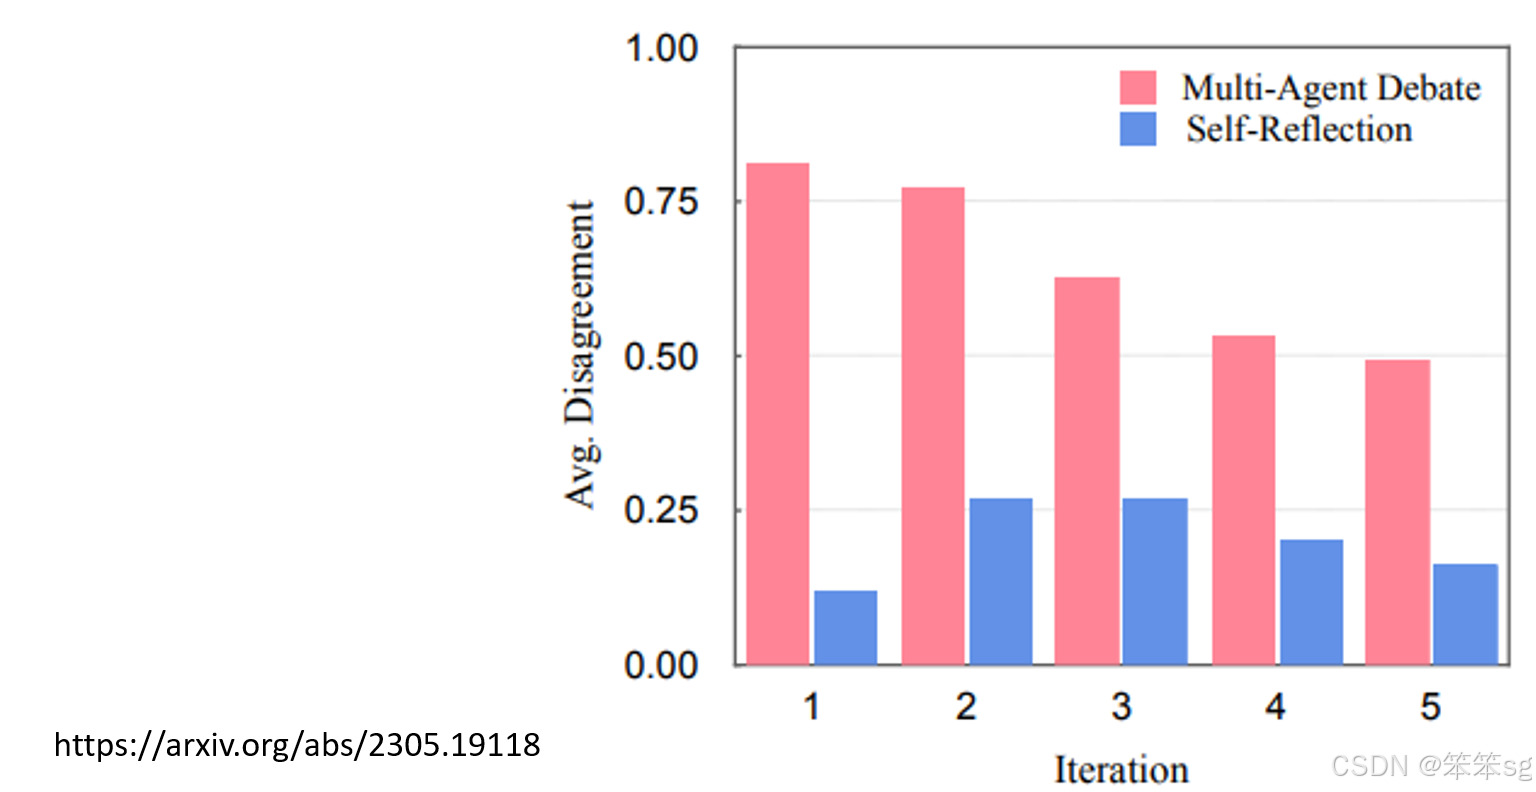 1.00
Multi-Agent Debate
Self-Reflection
0.75
0.50
0.25
0.00
Avg. Disagreement
1 2 3 4 5
Iteration
https://arxiv.org/abs/2305.19118
CSDN @笨笨sg